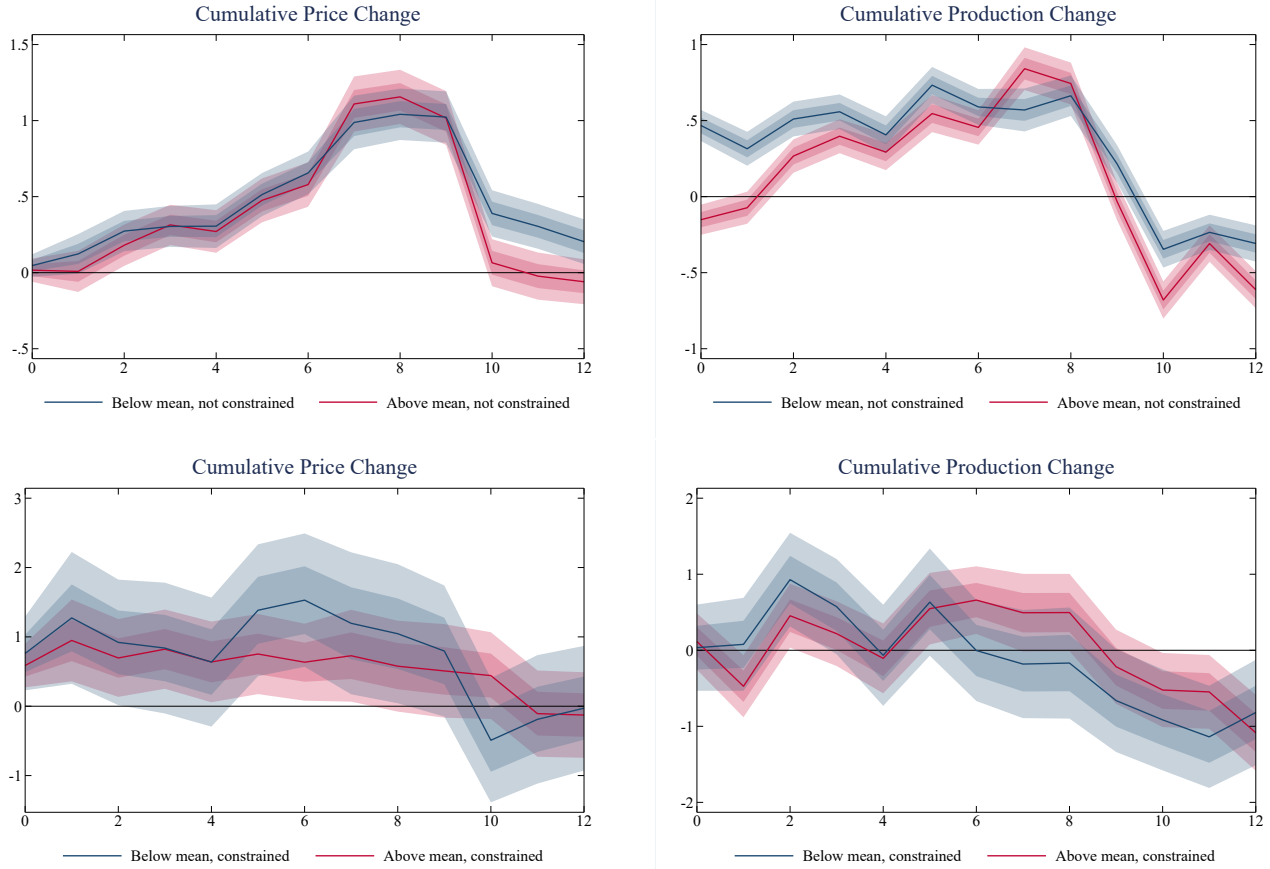 Cumulative Price Change
1.5
1
.5
0
-.5
0 2 4 6 8 10 12
Below mean, not constrained Above mean, not constrained
Cumulative Production Change
1
.5
0
-.5
-1
0 2 4 6 8 10 12
Below mean, not constrained Above mean, not constrained
Cumulative Price Change
3
2
1
0
-1
0 2 4 6 8 10 12
Below mean, constrained Above mean, constrained
Cumulative Production Change
2
1
0
-1
-2
0 2 4 6 8 10 12
Below mean, constrained Above mean, constrained